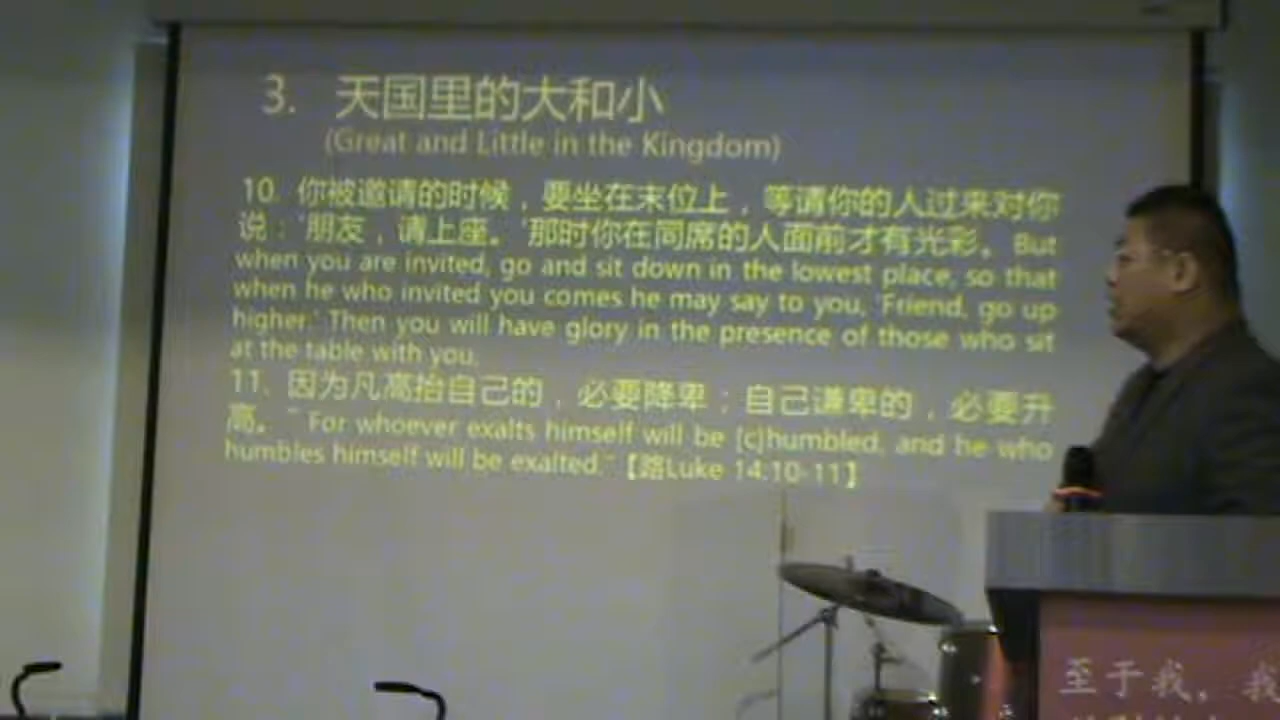 3. 天国里的大和小
(Great and Little in the Kingdom)
10. 你被邀请的时候，要坐在末位上，等请你的人过来对你
说：'朋友，请上座。'那时你在同席的人面前才有光彩。But
when you are invited, go and sit down in the lowest place, so that
when he who invited you comes he may say to you, 'Friend, go up
higher.' Then you will have glory in the presence of those who sit
at the table with you.
11. 因为凡高抬自己的，必要降卑；自己谦卑的，必要升
高。" For whoever exalts himself will be [c]humbled, and he who
humbles himself will be exalted."【路Luke 14:10-11】
至于我，我